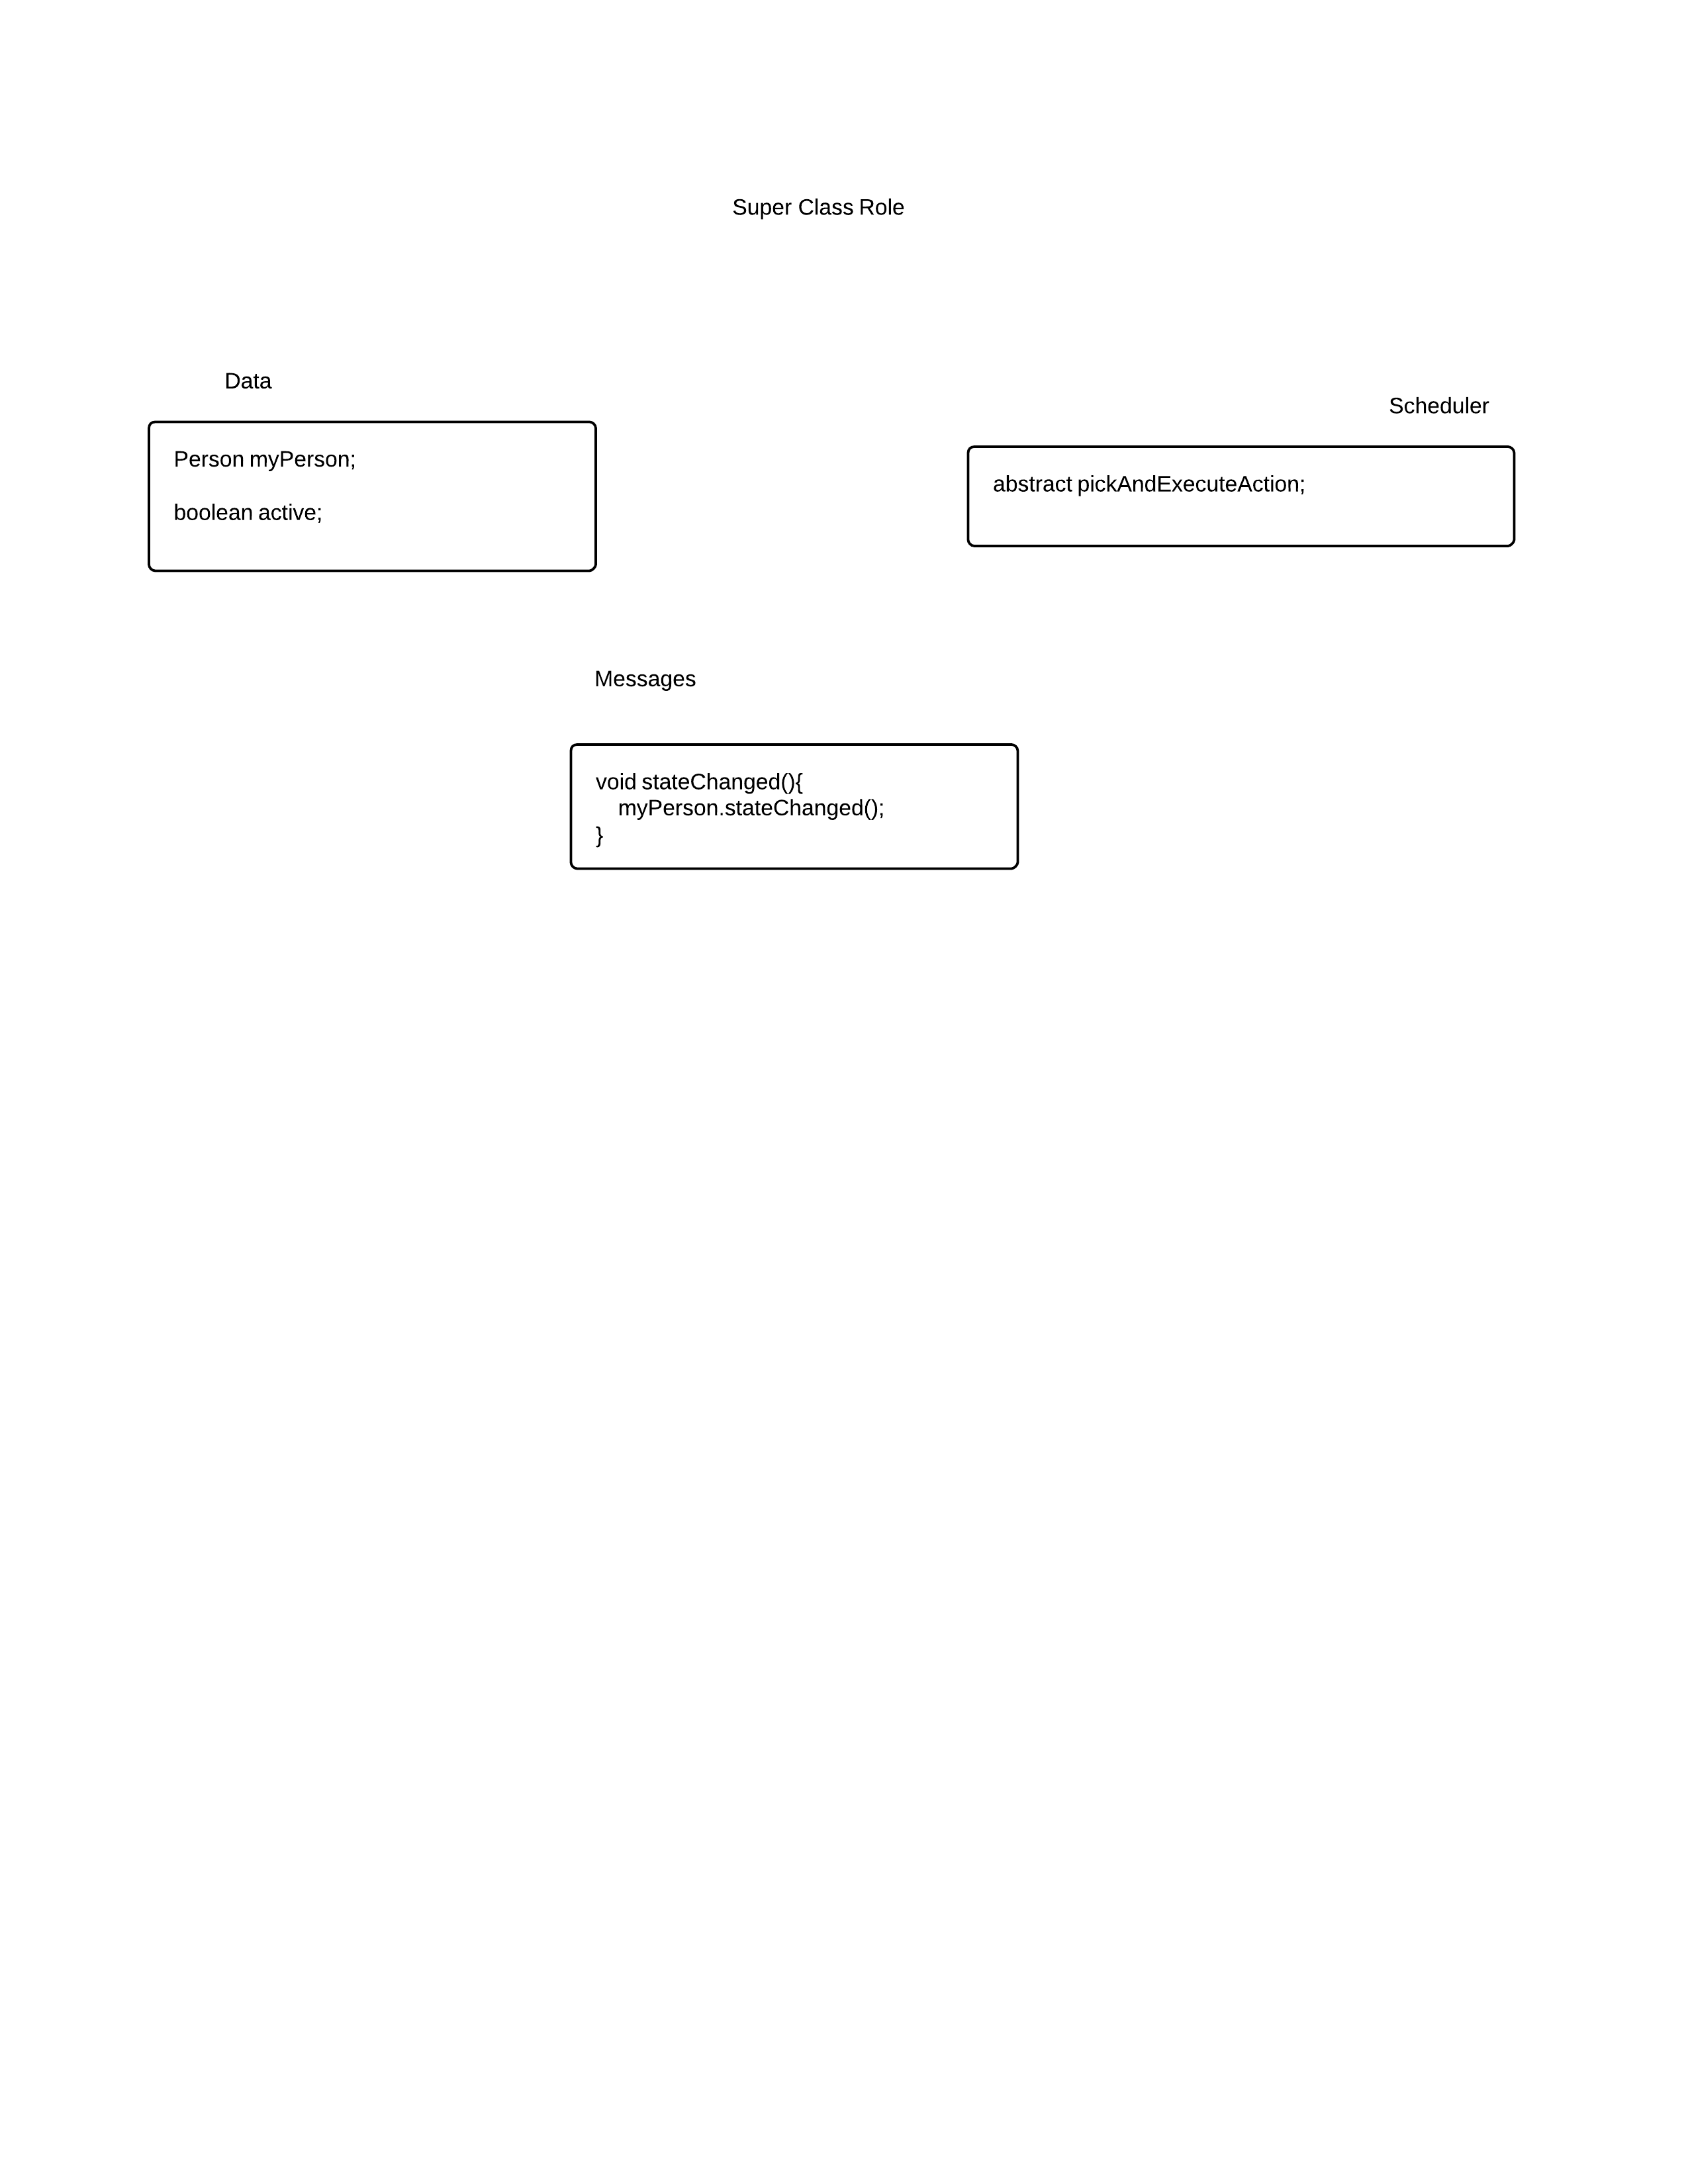 Super Class Role
Data
Person myPerson;
boolean active;
Scheduler
abstract pickAndExecuteAction;
Messages
void stateChanged(){
    myPerson.stateChanged();
}